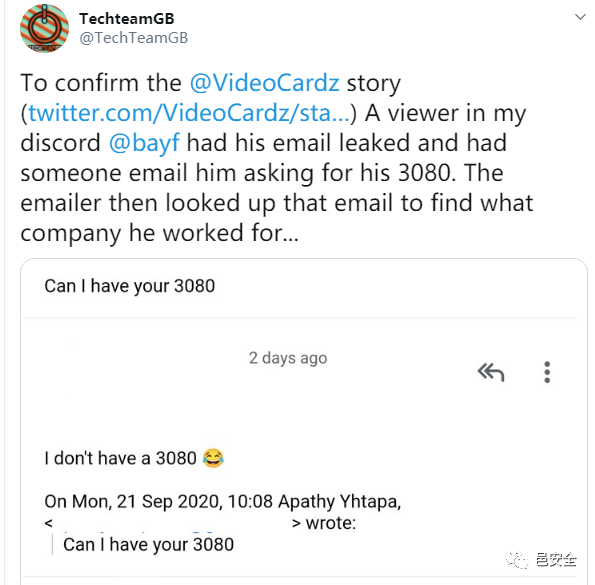 TechteamGB
@TechTeamGB
To confirm the @VideoCardz story
(twitter.com/VideoCardz/sta...) A viewer in my
discord @bayf had his email leaked and had
someone email him asking for his 3080. The
emailer then looked up that email to find what
company he worked for...
Can I have your 3080
2 days ago
I don't have a 3080 😂
On Mon, 21 Sep 2020, 10:08 Apathy Yhtapa,
< > wrote:
Can I have your 3080
邑安全